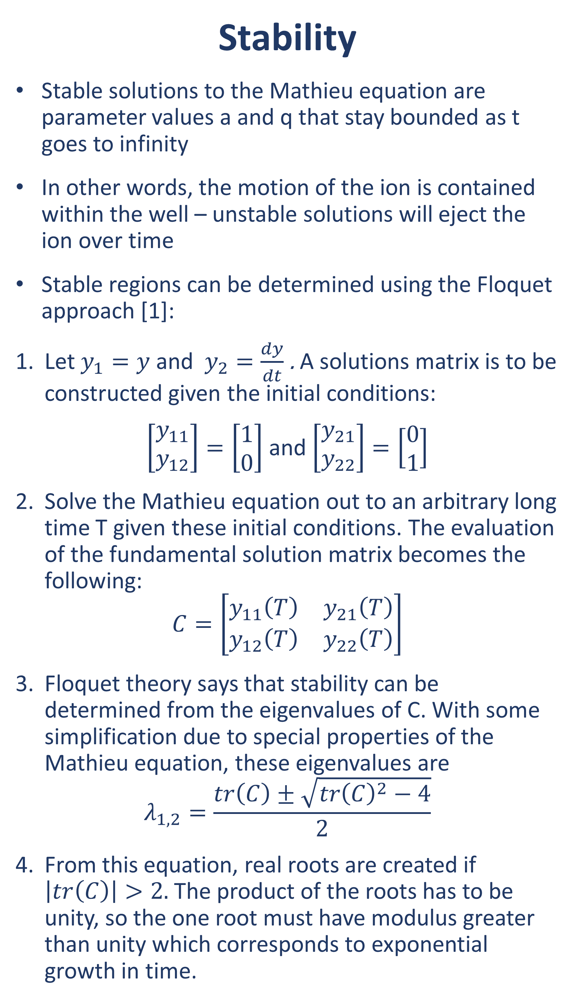 Stability
• Stable solutions to the Mathieu equation are
parameter values a and q that stay bounded as t
goes to infinity
• In other words, the motion of the ion is contained
within the well – unstable solutions will eject the
ion over time
• Stable regions can be determined using the Floquet
approach [1]:
1. Let $y_1 = y$ and $y_2 = \frac{dy}{dt}$ . A solutions matrix is to be
constructed given the initial conditions:
$\begin{bmatrix} y_{11} \\ y_{12} \end{bmatrix} = \begin{bmatrix} 1 \\ 0 \end{bmatrix}$ and $\begin{bmatrix} y_{21} \\ y_{22} \end{bmatrix} = \begin{bmatrix} 0 \\ 1 \end{bmatrix}$
2. Solve the Mathieu equation out to an arbitrary long
time T given these initial conditions. The evaluation
of the fundamental solution matrix becomes the
following:
$C = \begin{bmatrix} y_{11}(T) & y_{21}(T) \\ y_{12}(T) & y_{22}(T) \end{bmatrix}$
3. Floquet theory says that stability can be
determined from the eigenvalues of C. With some
simplification due to special properties of the
Mathieu equation, these eigenvalues are
$\lambda_{1,2} = \frac{tr(C) \pm \sqrt{tr(C)^2 - 4}}{2}$
4. From this equation, real roots are created if
$|tr(C)| > 2$. The product of the roots has to be
unity, so the one root must have modulus greater
than unity which corresponds to exponential
growth in time.